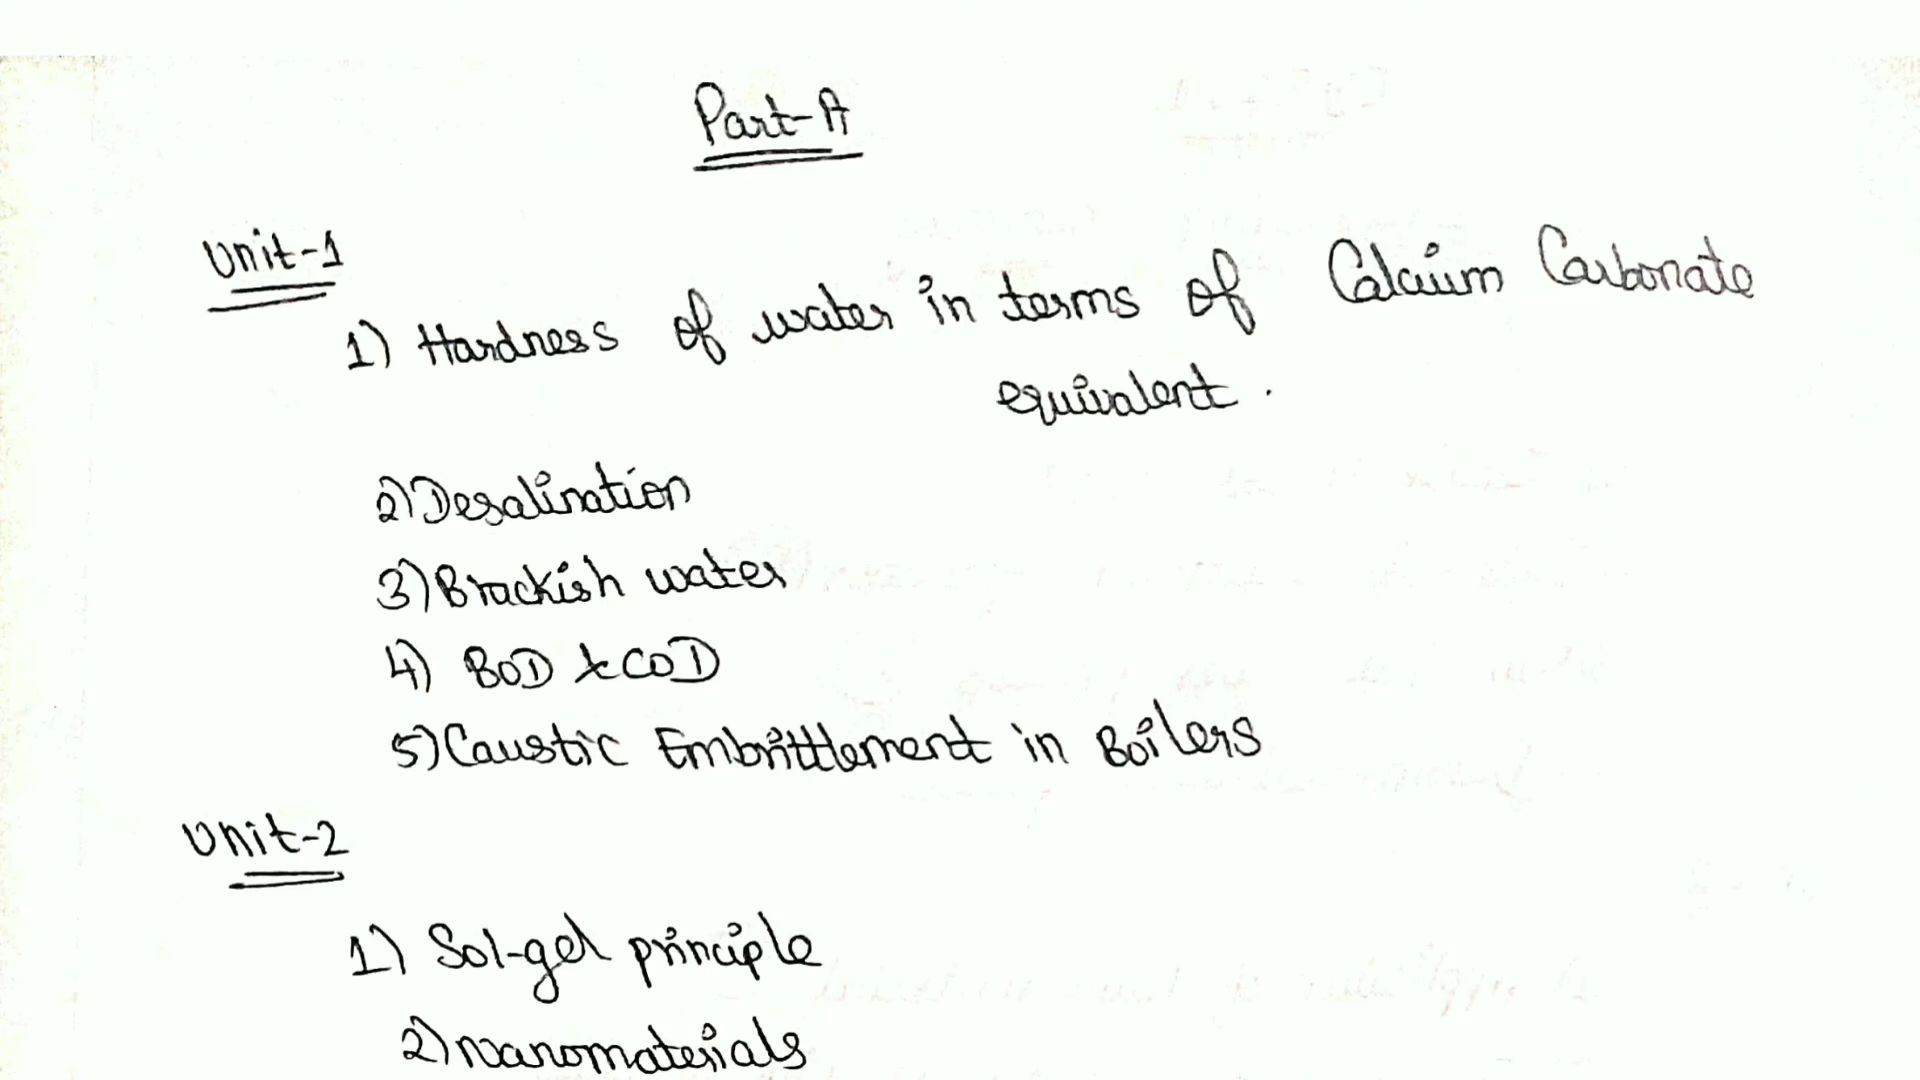 Part-A
Unit-1
1) Hardness of water in terms of Calcium Carbonate
equivalent.
2) Desalination
3) Brackish water
4) BOD & COD
5) Caustic Embrittlement in Boilers
Unit-2
1) Sol-gel principle
2) Nanomaterials